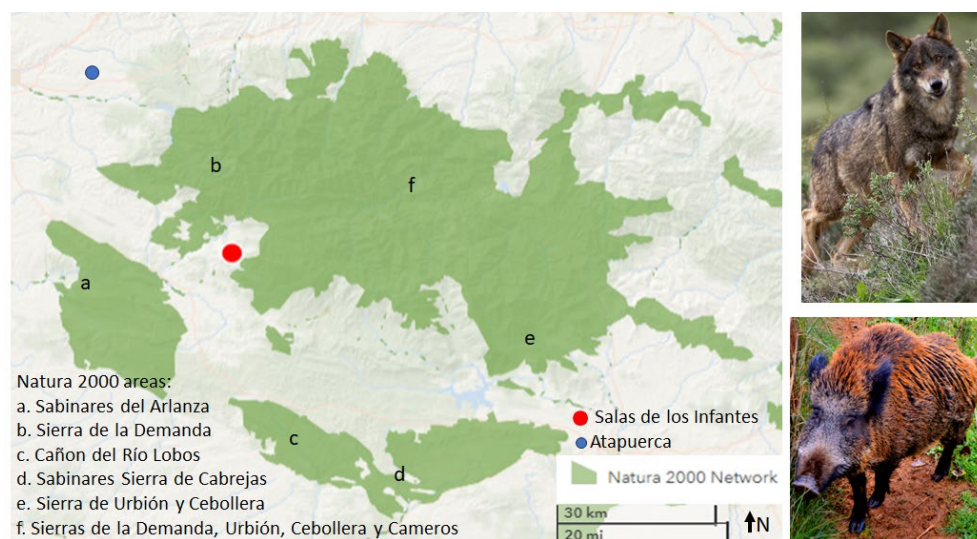 b
f
a
e
Natura 2000 areas:
a. Sabinares del Arlanza
b. Sierra de la Demanda
c. Cañon del Río Lobos
d. Sabinares Sierra de Cabrejas
e. Sierra de Urbión y Cebollera
f. Sierras de la Demanda, Urbión, Cebollera y Cameros
c
d
Salas de los Infantes
Atapuerca
Natura 2000 Network
30 km
20 mi
N